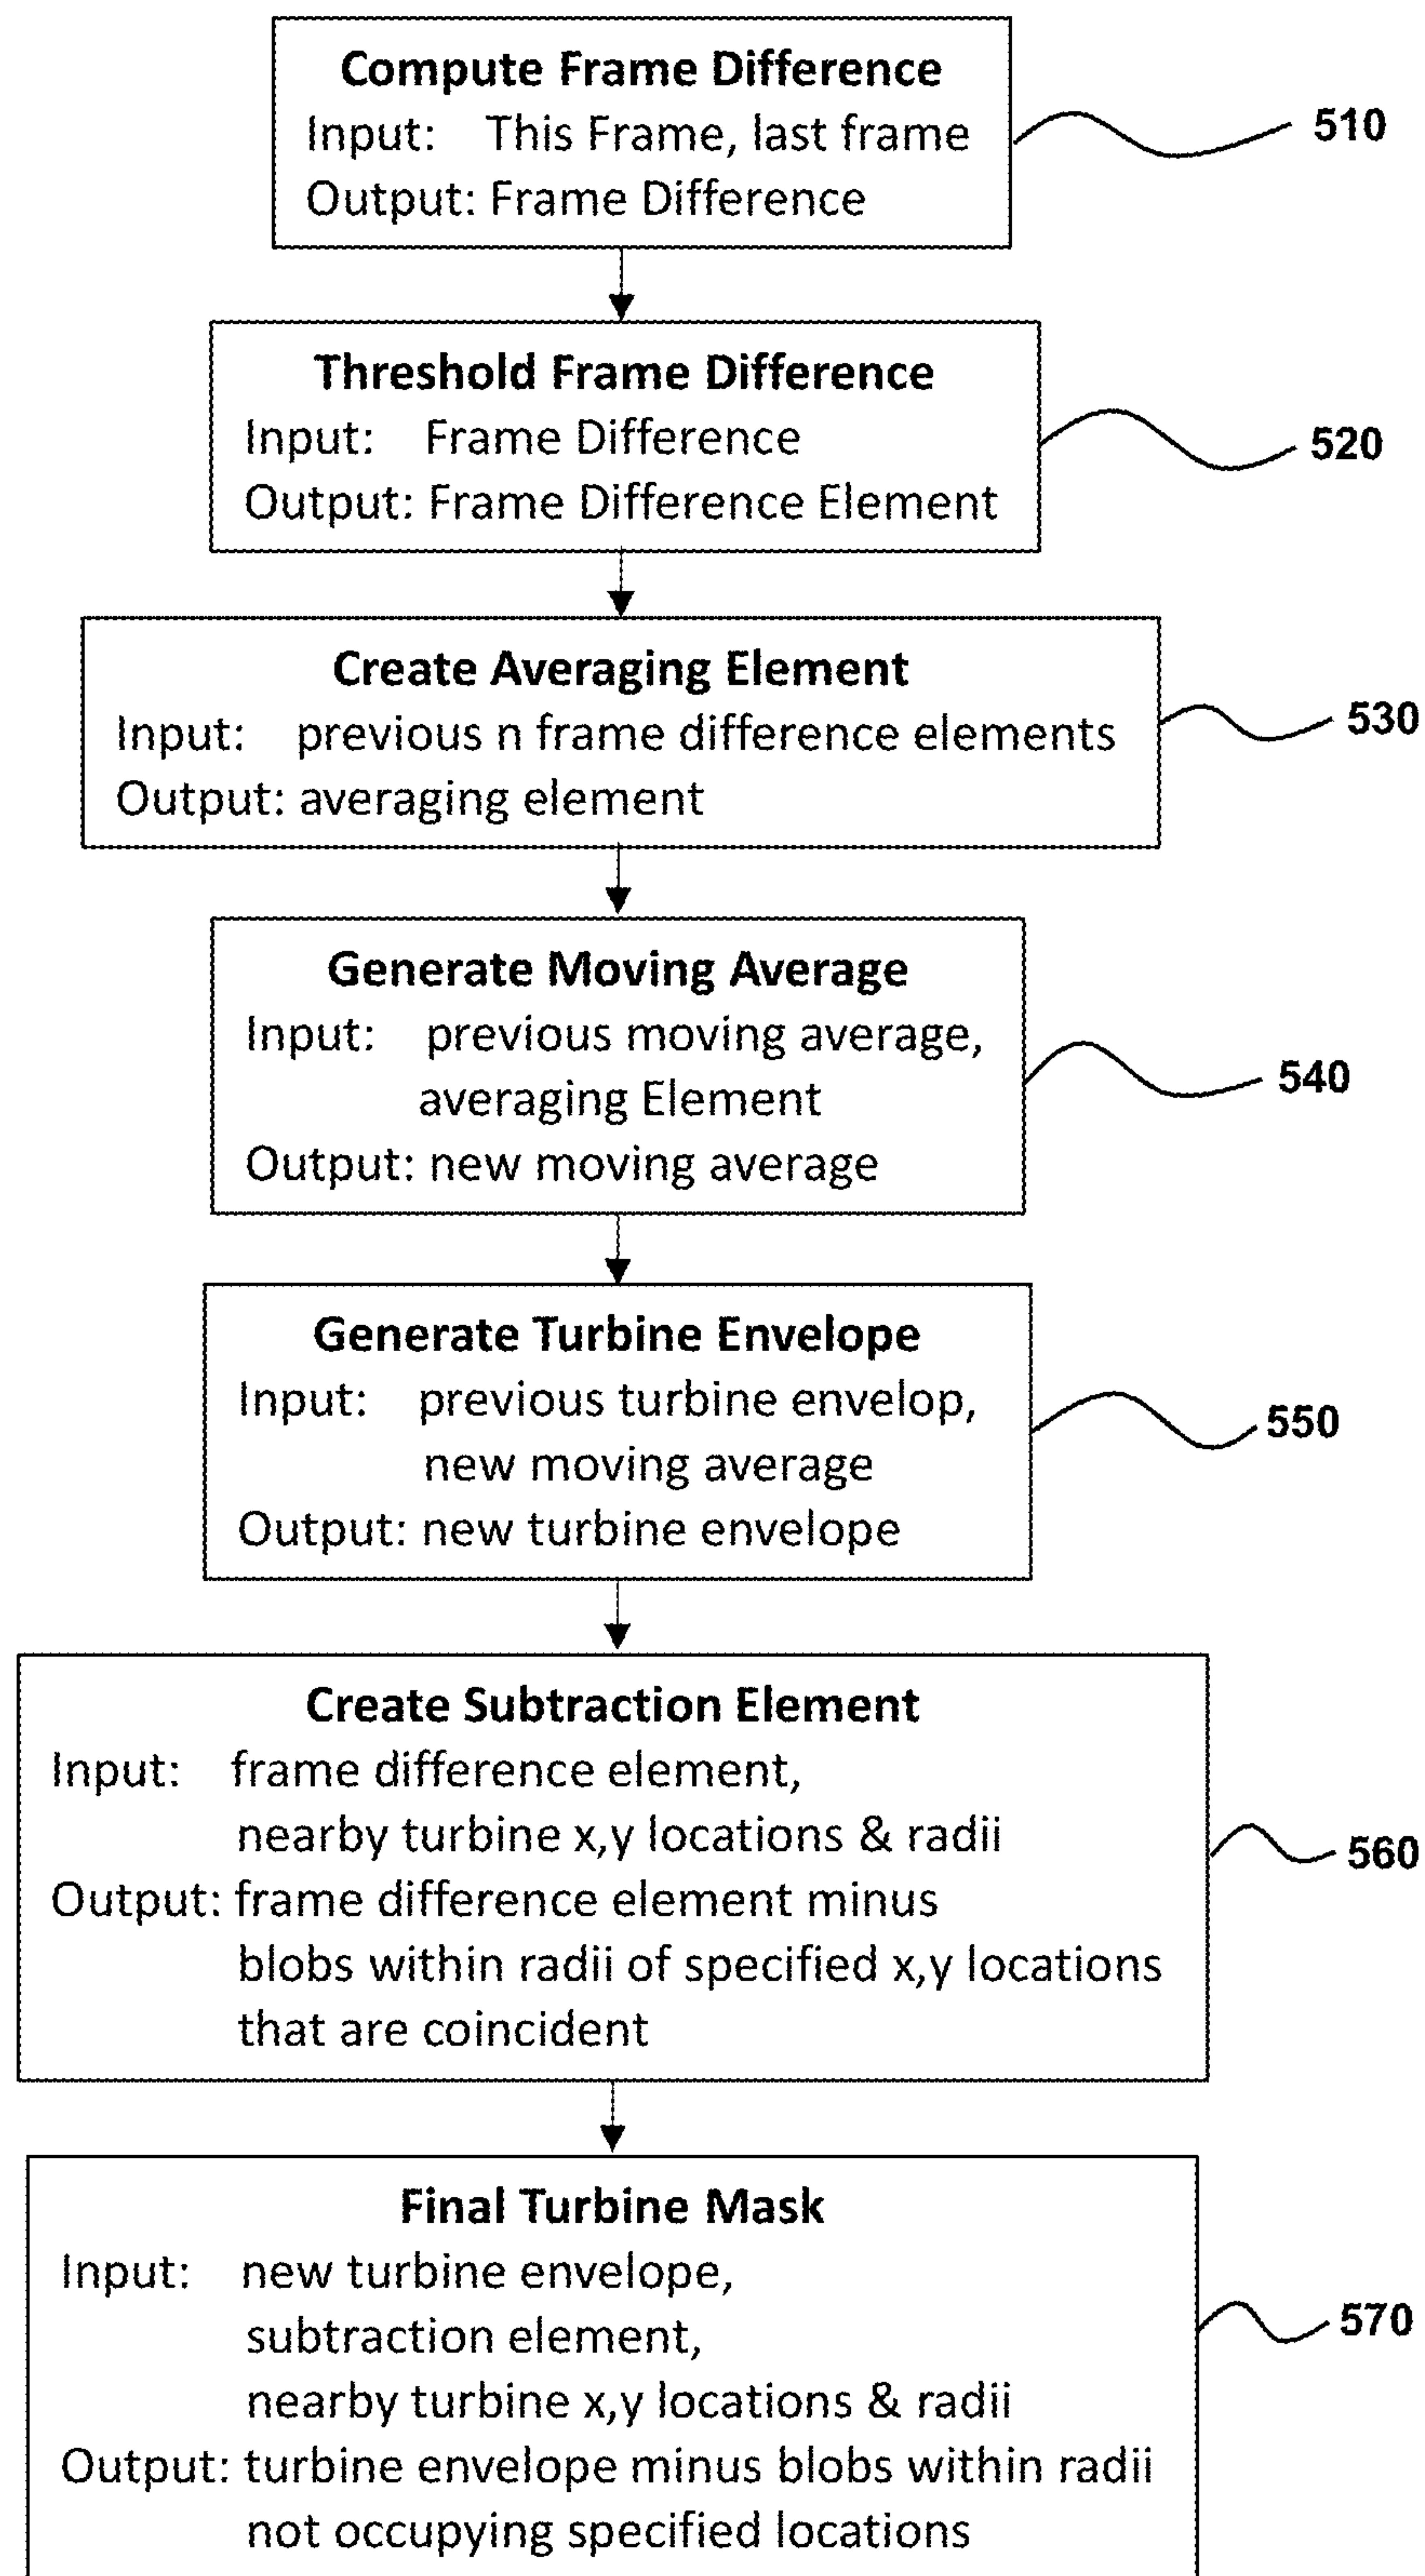 Compute Frame Difference
Input: This Frame, last frame
Output: Frame Difference
510
Threshold Frame Difference
Input: Frame Difference
Output: Frame Difference Element
520
Create Averaging Element
Input: previous n frame difference elements
Output: averaging element
530
Generate Moving Average
Input: previous moving average,
averaging Element
Output: new moving average
540
Generate Turbine Envelope
Input: previous turbine envelop,
new moving average
Output: new turbine envelope
550
Create Subtraction Element
Input: frame difference element,
nearby turbine x,y locations & radii
Output: frame difference element minus
blobs within radii of specified x,y locations
that are coincident
560
Final Turbine Mask
Input: new turbine envelope,
subtraction element,
nearby turbine x,y locations & radii
Output: turbine envelope minus blobs within radii
not occupying specified locations
570